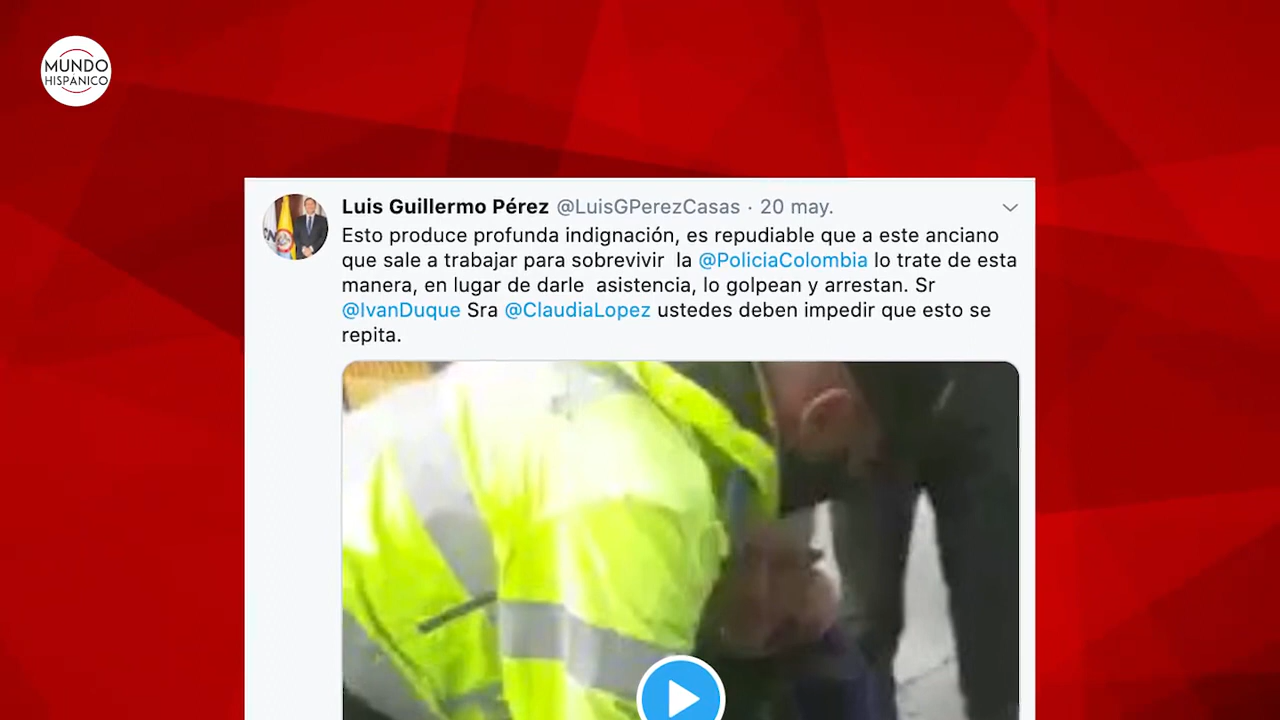 MUNDO
HISPÁNICO
Luis Guillermo Pérez @LuisGPerezCasas · 20 may.
Esto produce profunda indignación, es repudiable que a este anciano
que sale a trabajar para sobrevivir la @PoliciaColombia lo trate de esta
manera, en lugar de darle asistencia, lo golpean y arrestan. Sr
@IvanDuque Sra @ClaudiaLopez ustedes deben impedir que esto se
repita.